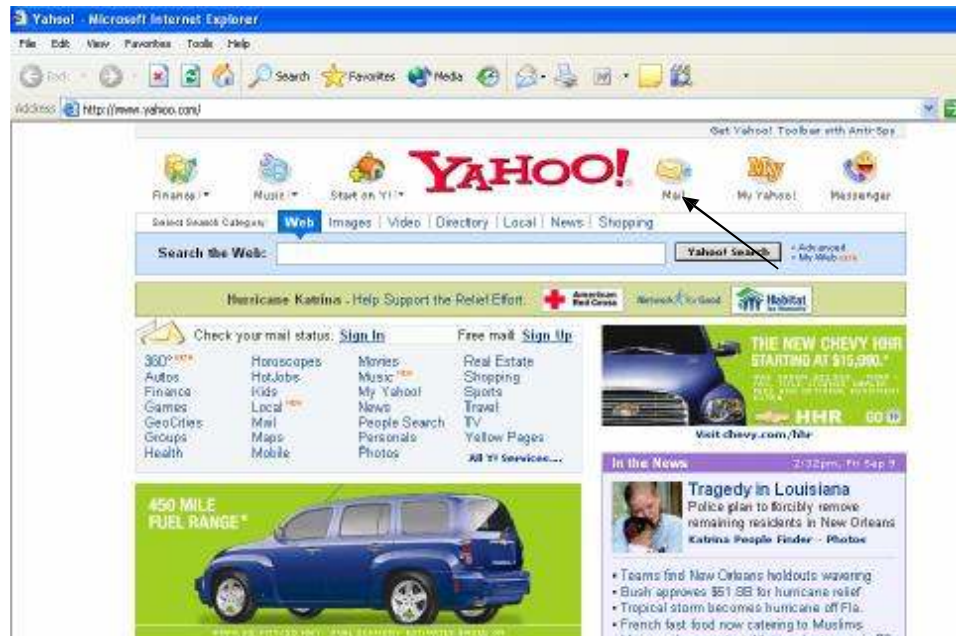 Yahoo! - Microsoft Internet Explorer
File Edit View Favorites Tools Help
Search Favorites Media
Address http://www.yahoo.com/
Get Yahoo! Toolbar with Anti-Spy
Finance Music Start on Y! YAHOO! Mail My Yahoo! Messenger
Select Search Category: Web Images | Video | Directory | Local | News | Shopping
Search the Web: Yahoo! Search • Advanced
• My Web
Hurricane Katrina - Help Support the Relief Effort. American Red Cross Network for Good Habitat for Humanity
Check your mail status: Sign In Free mail: Sign Up
360° Horoscopes Movies Real Estate
Autos HotJobs Music Shopping
Finance Kids My Yahoo! Sports
Games Local News Travel
GeoCities Mail People Search TV
Groups Maps Personals Yellow Pages
Health Mobile Photos All Y! Services...
THE NEW CHEVY HHR
STARTING AT $15,990.*
HHR GO
Visit chevy.com/hhr
In the News 2:32pm, Fri Sep 9
Tragedy in Louisiana
Police plan to forcibly remove
remaining residents in New Orleans
Katrina People Finder - Photos
• Teams find New Orleans holdouts wavering
• Bush approves $51.8B for hurricane relief
• Tropical storm becomes hurricane off Fla.
• French fast food now catering to Muslims
450 MILE
FUEL RANGE*